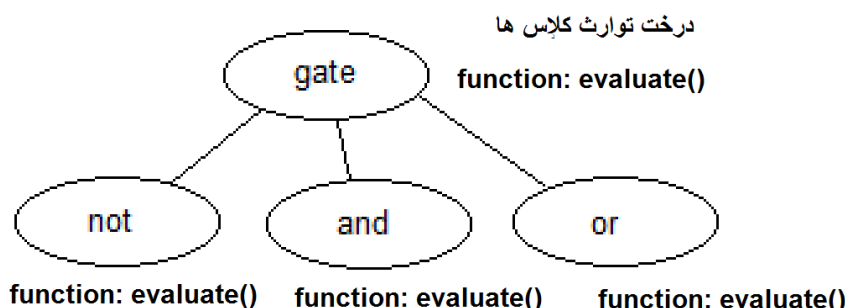 درخت توارث کلاس ها
gate
function: evaluate()
not
and
or
function: evaluate()
function: evaluate()
function: evaluate()